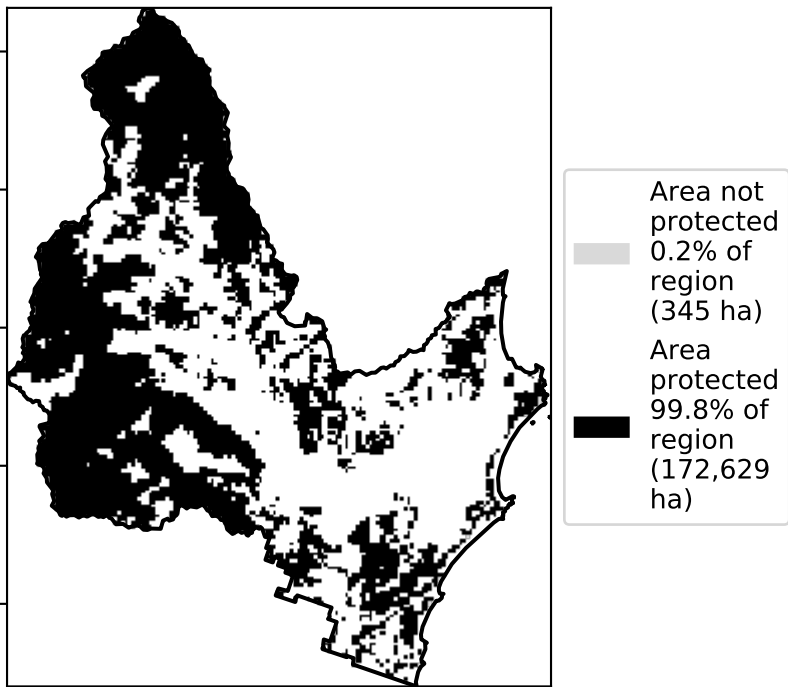 Area not
protected
0.2% of
region
(345 ha)
Area
protected
99.8% of
region
(172,629
ha)